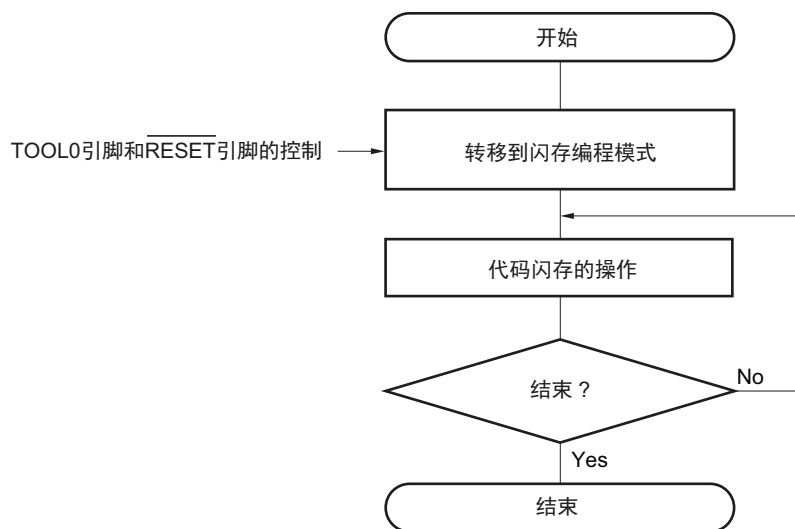 开始
TOOL0引脚和RESET引脚的控制
转移到闪存编程模式
代码闪存的操作
结束？
No
Yes
结束